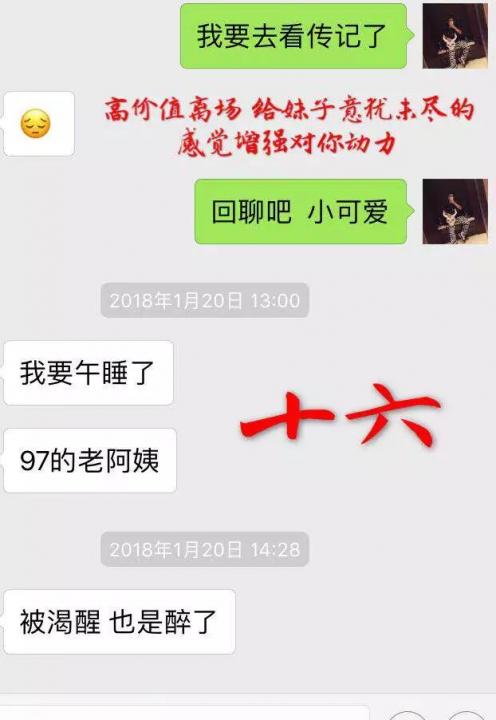 我要去看传记了
高价值离场 给妹子意犹未尽的
感觉增强对你动力
回聊吧 小可爱
2018年1月20日 13:00
我要午睡了
十六
97的老阿姨
2018年1月20日 14:28
被渴醒 也是醉了